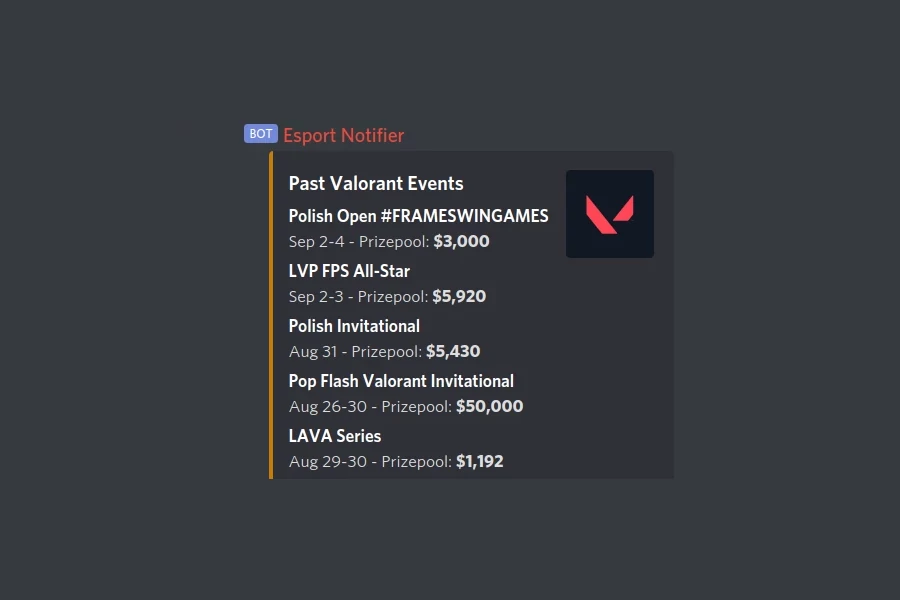 BOT Esport Notifier
Past Valorant Events
Polish Open #FRAMESWINGAMES
Sep 2-4 - Prizepool: $3,000
LVP FPS All-Star
Sep 2-3 - Prizepool: $5,920
Polish Invitational
Aug 31 - Prizepool: $5,430
Pop Flash Valorant Invitational
Aug 26-30 - Prizepool: $50,000
LAVA Series
Aug 29-30 - Prizepool: $1,192